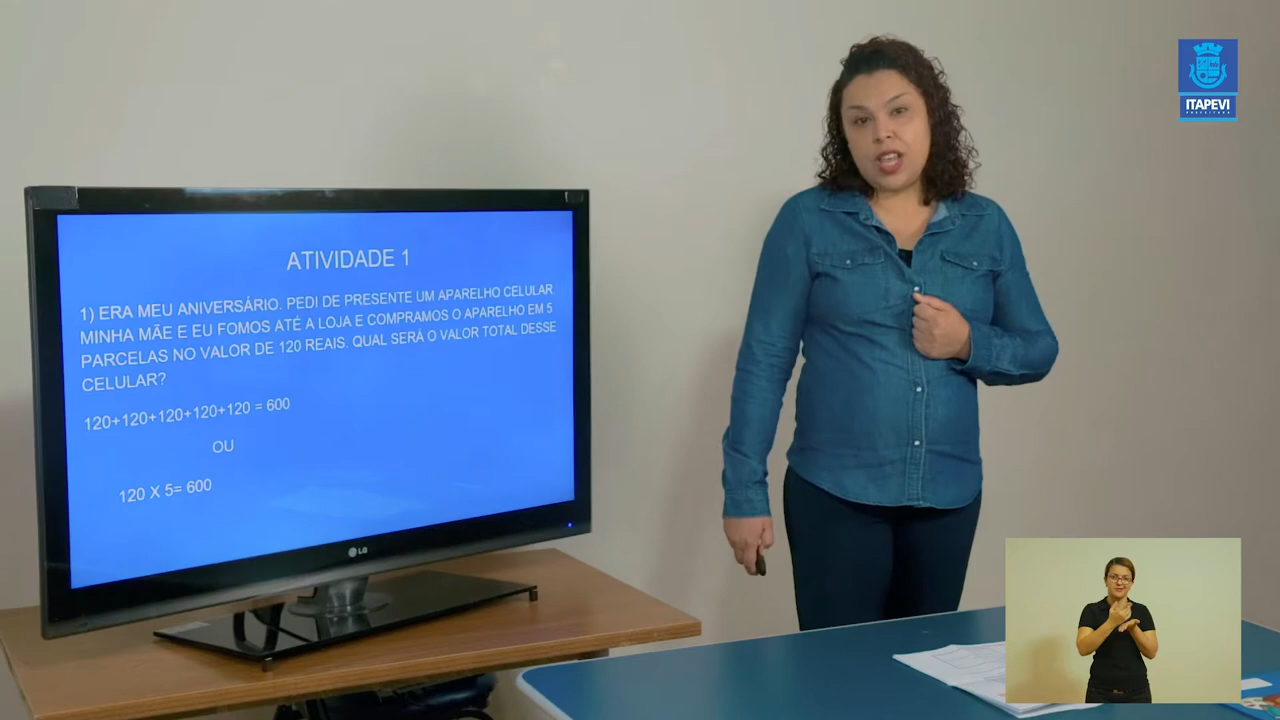 ATIVIDADE 1
1) ERA MEU ANIVERSÁRIO. PEDI DE PRESENTE UM APARELHO CELULAR.
MINHA MÃE E EU FOMOS ATÉ A LOJA E COMPRAMOS O APARELHO EM 5
PARCELAS NO VALOR DE 120 REAIS. QUAL SERÁ O VALOR TOTAL DESSE
CELULAR?
120+120+120+120+120 = 600
OU
120 X 5= 600
LG
ITAPEVI
PREFEITURA